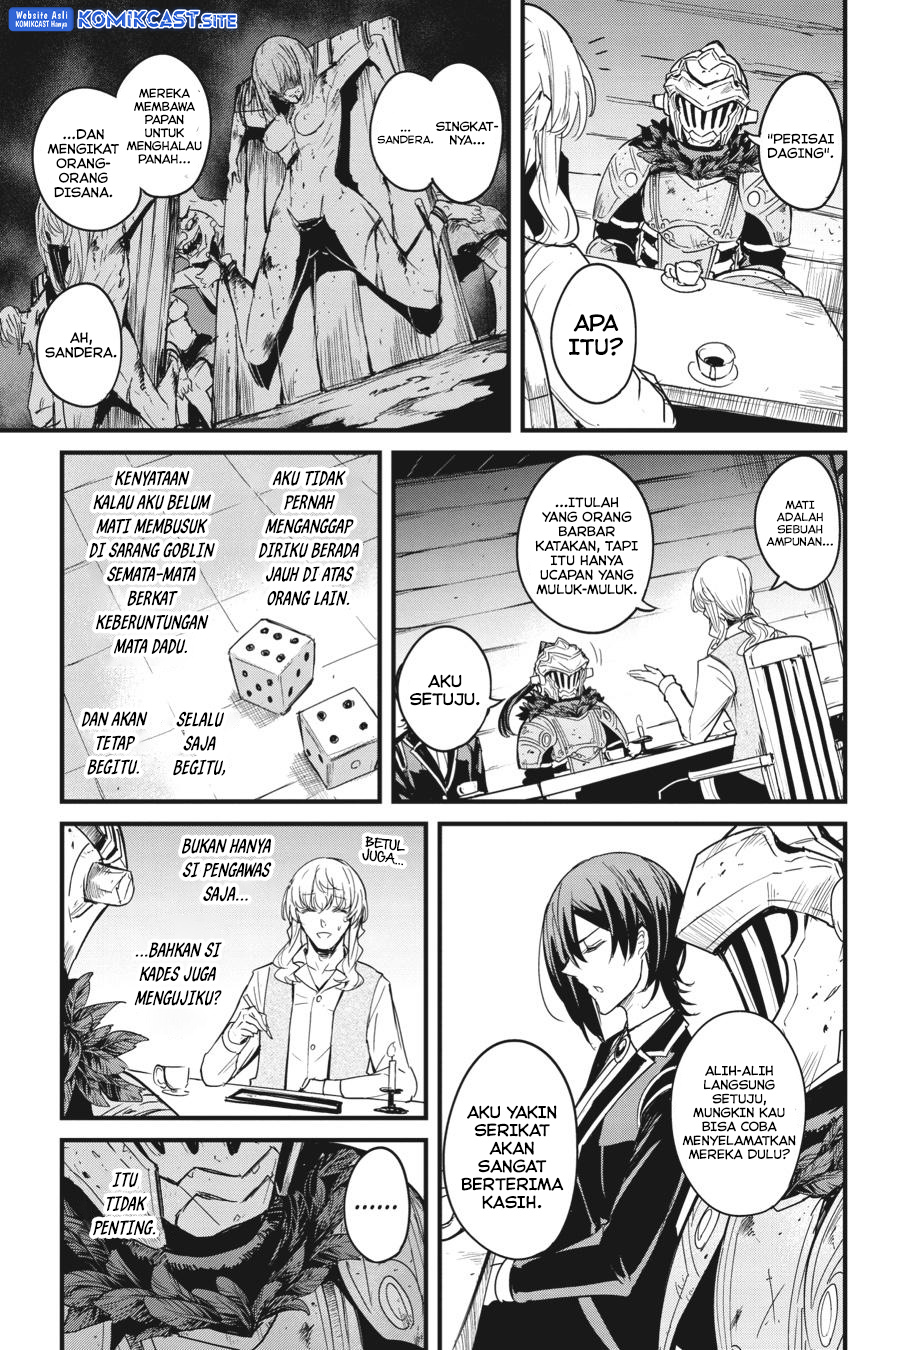 Website Asli
KOMIKCAST Hanya
KOMIKCAST.SITE
"PERISAI
DAGING".
APA
ITU?
SINGKAT-
NYA...
...
SANDERA.
MEREKA
MEMBAWA
PAPAN
UNTUK
MENGHALAU
PANAH...
...DAN
MENGIKAT
ORANG-
ORANG
DISANA.
AH,
SANDERA.
MATI
ADALAH
SEBUAH
AMPUNAN...
...ITULAH
YANG ORANG
BARBAR
KATAKAN, TAPI
ITU HANYA
UCAPAN YANG
MULUK-MULUK.
AKU
SETUJU.
AKU TIDAK
PERNAH
MENGANGGAP
DIRIKU BERADA
JAUH DI ATAS
ORANG LAIN.
KENYATAAN
KALAU AKU BELUM
MATI MEMBUSUK
DI SARANG GOBLIN
SEMATA-MATA
BERKAT
KEBERUNTUNGAN
MATA DADU.
SELALU
SAJA
BEGITU,
DAN AKAN
TETAP
BEGITU.
ALIH-ALIH
LANGSUNG
SETUJU,
MUNGKIN KAU
BISA COBA
MENYELAMATKAN
MEREKA DULU?
AKU YAKIN
SERIKAT
AKAN
SANGAT
BERTERIMA
KASIH.
BETUL
JUGA...
BUKAN HANYA
SI PENGAWAS
SAJA...
...BAHKAN SI
KADES JUGA
MENGUJIKU?
......
ITU
TIDAK
PENTING.